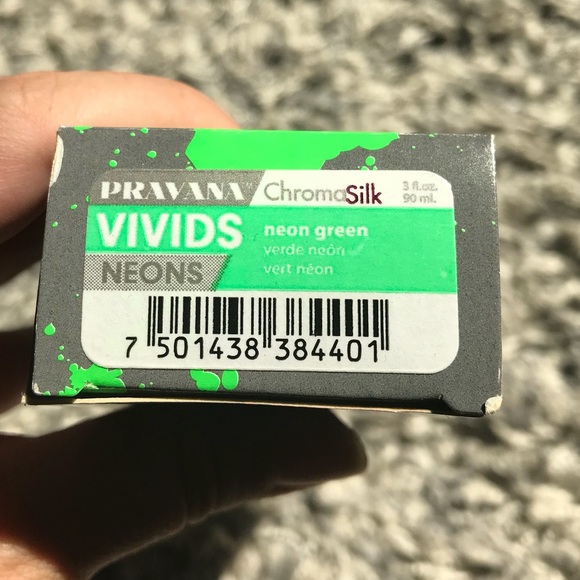 PRAVANA ChromaSilk 3 fl.oz.
90 ml.
VIVIDS neon green
verde neón
NEONS vert néon
7 501438 384401